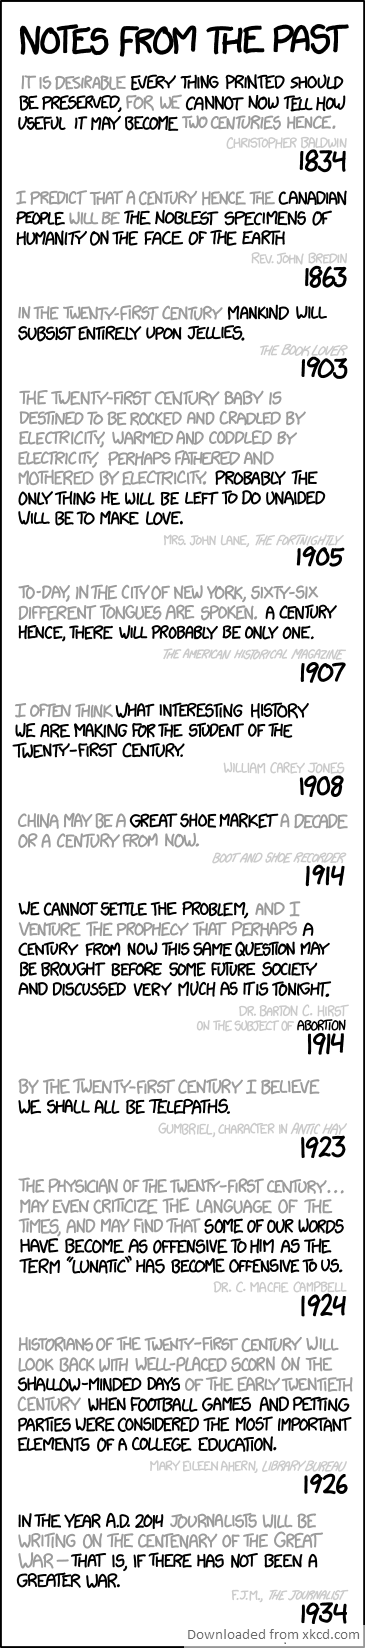 NOTES FROM THE PAST
IT IS DESIRABLE EVERY THING PRINTED SHOULD
BE PRESERVED, FOR WE CANNOT NOW TELL HOW
USEFUL IT MAY BECOME TWO CENTURIES HENCE.
CHRISTOPHER BALDWIN
1834
I PREDICT THAT A CENTURY HENCE THE CANADIAN
PEOPLE WILL BE THE NOBLEST SPECIMENS OF
HUMANITY ON THE FACE OF THE EARTH
REV. JOHN BREDIN
1863
IN THE TWENTY-FIRST CENTURY MANKIND WILL
SUBSIST ENTIRELY UPON JELLIES.
THE BOOKLOVER
1903
THE TWENTY-FIRST CENTURY BABY IS
DESTINED TO BE ROCKED AND CRADLED BY
ELECTRICITY, WARMED AND CODDLED BY
ELECTRICITY, PERHAPS FATHERED AND
MOTHERED BY ELECTRICITY. PROBABLY THE
ONLY THING HE WILL BE LEFT TO DO UNAIDED
WILL BE TO MAKE LOVE.
MRS. JOHN LANE, THE FORTNIGHTLY
1905
TO-DAY, IN THE CITY OF NEW YORK, SIXTY-SIX
DIFFERENT TONGUES ARE SPOKEN. A CENTURY
HENCE, THERE WILL PROBABLY BE ONLY ONE.
THE AMERICAN HISTORICAL MAGAZINE
1907
I OFTEN THINK WHAT INTERESTING HISTORY
WE ARE MAKING FOR THE STUDENT OF THE
TWENTY-FIRST CENTURY.
WILLIAM CAREY JONES
1908
CHINA MAY BE A GREAT SHOE MARKET A DECADE
OR A CENTURY FROM NOW.
BOOT AND SHOE RECORDER
1914
WE CANNOT SETTLE THE PROBLEM, AND I
VENTURE THE PROPHECY THAT PERHAPS A
CENTURY FROM NOW THIS SAME QUESTION MAY
BE BROUGHT BEFORE SOME FUTURE SOCIETY
AND DISCUSSED VERY MUCH AS IT IS TONIGHT.
DR. BARTON C. HIRST
ON THE SUBJECT OF ABORTION
1914
BY THE TWENTY-FIRST CENTURY I BELIEVE
WE SHALL ALL BE TELEPATHS.
GUMBRIEL, CHARACTER IN ANTIC HAY
1923
THE PHYSICIAN OF THE TWENTY-FIRST CENTURY...
MAY EVEN CRITICIZE THE LANGUAGE OF THE
TIMES, AND MAY FIND THAT SOME OF OUR WORDS
HAVE BECOME AS OFFENSIVE TO HIM AS THE
TERM "LUNATIC" HAS BECOME OFFENSIVE TO US.
DR. C. MACFIE CAMPBELL
1924
HISTORIANS OF THE TWENTY-FIRST CENTURY WILL
LOOK BACK WITH WELL-PLACED SCORN ON THE
SHALLOW-MINDED DAYS OF THE EARLY TWENTIETH
CENTURY WHEN FOOTBALL GAMES AND PETTING
PARTIES WERE CONSIDERED THE MOST IMPORTANT
ELEMENTS OF A COLLEGE EDUCATION.
MARY EILEEN AHERN, LIBRARY BUREAU
1926
IN THE YEAR A.D. 2014 JOURNALISTS WILL BE
WRITING ON THE CENTENARY OF THE GREAT
WAR—THAT IS, IF THERE HAS NOT BEEN A
GREATER WAR.
F.J.M., THE JOURNALIST
1934
Downloaded from xkcd.com